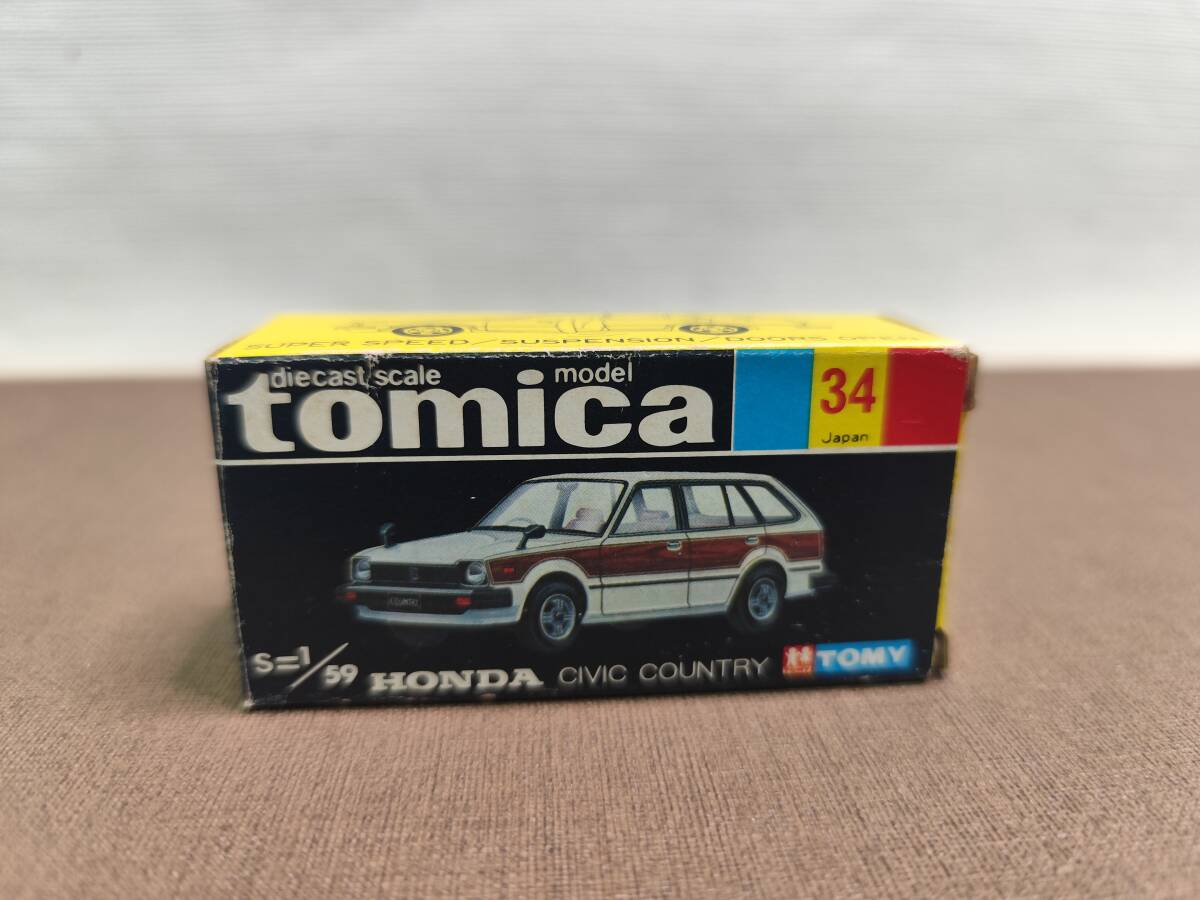 SUPER SPEED/SUSPENSION/DOORS
diecast scale model
tomica
34
Japan
S=1/59 HONDA CIVIC COUNTRY TOMY